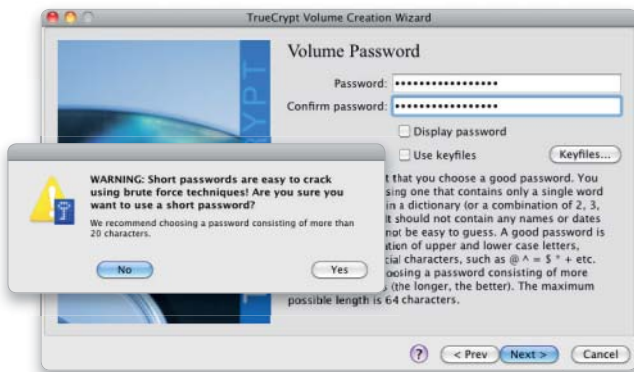 TrueCrypt Volume Creation Wizard
Volume Password
Password: •••••••••••••••••
Confirm password: •••••••••••••••••
Display password
Use keyfiles
Keyfiles...
WARNING: Short passwords are easy to crack
using brute force techniques! Are you sure you
want to use a short password?
We recommend choosing a password consisting of more
than 20 characters.
No
Yes
t that you choose a good password. You
sing one that contains only a single word
in a dictionary (or a combination of 2, 3,
It should not contain any names or dates
not be easy to guess. A good password is
ation of upper and lower case letters,
cial characters, such as @ ^ = $ * + etc.
oosing a password consisting of more
(the longer, the better). The maximum
possible length is 64 characters.
?
< Prev
Next >
Cancel